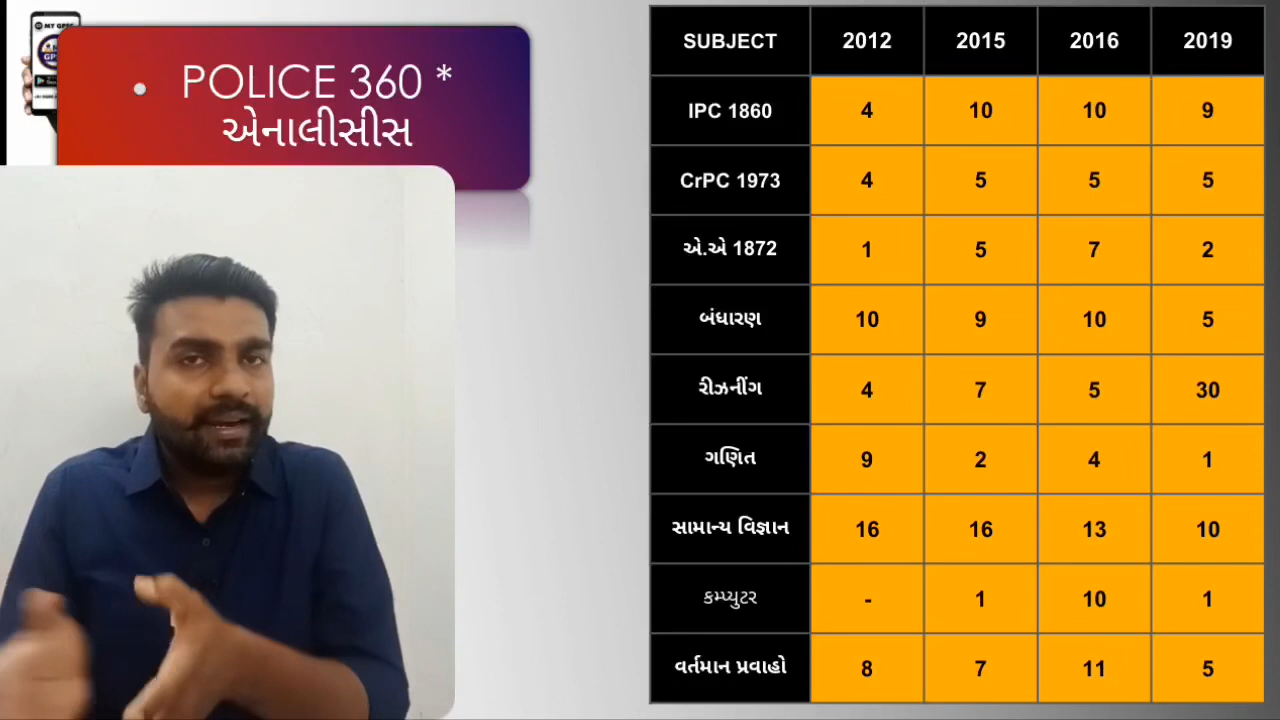 MY GPSC
POLICE 360 *
એનાલીસીસ
SUBJECT 2012 2015 2016 2019
IPC 1860 4 10 10 9
CrPC 1973 4 5 5 5
એ.એ 1872 1 5 7 2
બંધારણ 10 9 10 5
રીઝનીંગ 4 7 5 30
ગણિત 9 2 4 1
સામાન્ય વિજ્ઞાન 16 16 13 10
કમ્પ્યુટર - 1 10 1
વર્તમાન પ્રવાહો 8 7 11 5